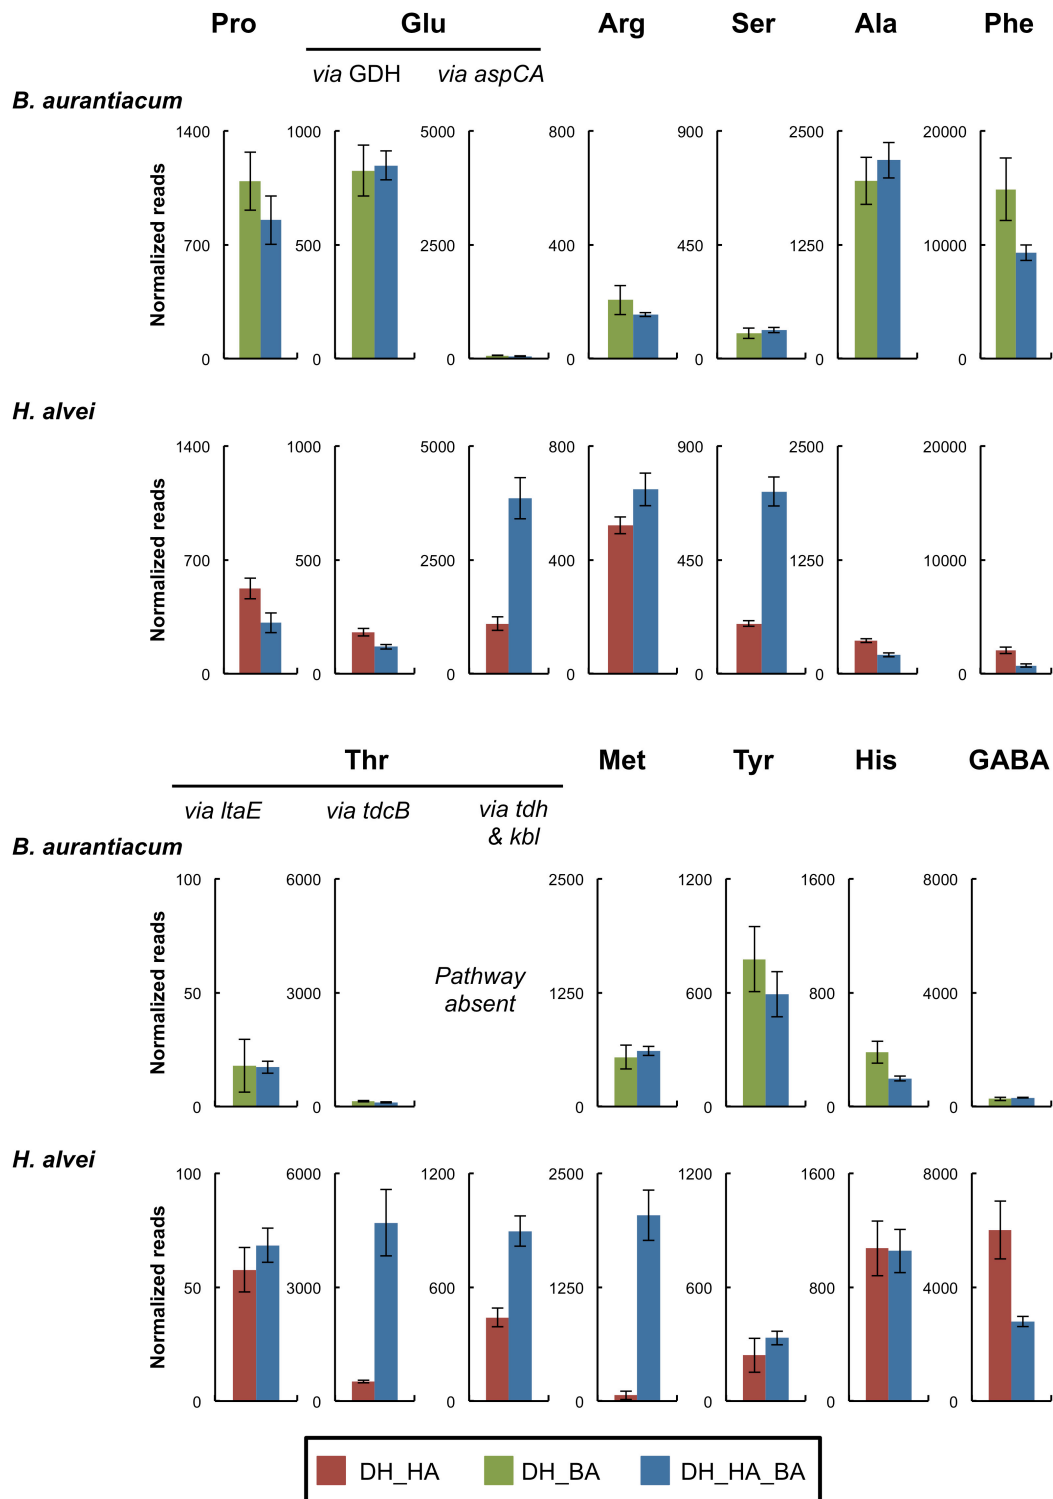 Pro Glu Arg Ser Ala Phe
via GDH via aspCA
B. aurantiacum
1400 1000 5000 800 900 2500 20000
Normalized reads
700 500 2500 400 450 1250 10000
0 0 0 0 0 0 0
H. alvei
1400 1000 5000 800 900 2500 20000
Normalized reads
700 500 2500 400 450 1250 10000
0 0 0 0 0 0 0
Thr Met Tyr His GABA
via ltaE via tdcB via tdh
& kbl
B. aurantiacum
100 6000 2500 1200 1600 8000
Normalized reads
Pathway
absent
50 3000 1250 600 800 4000
0 0 0 0 0 0
H. alvei
100 6000 1200 2500 1200 1600 8000
Normalized reads
50 3000 600 1250 600 800 4000
0 0 0 0 0 0 0
DH_HA DH_BA DH_HA_BA